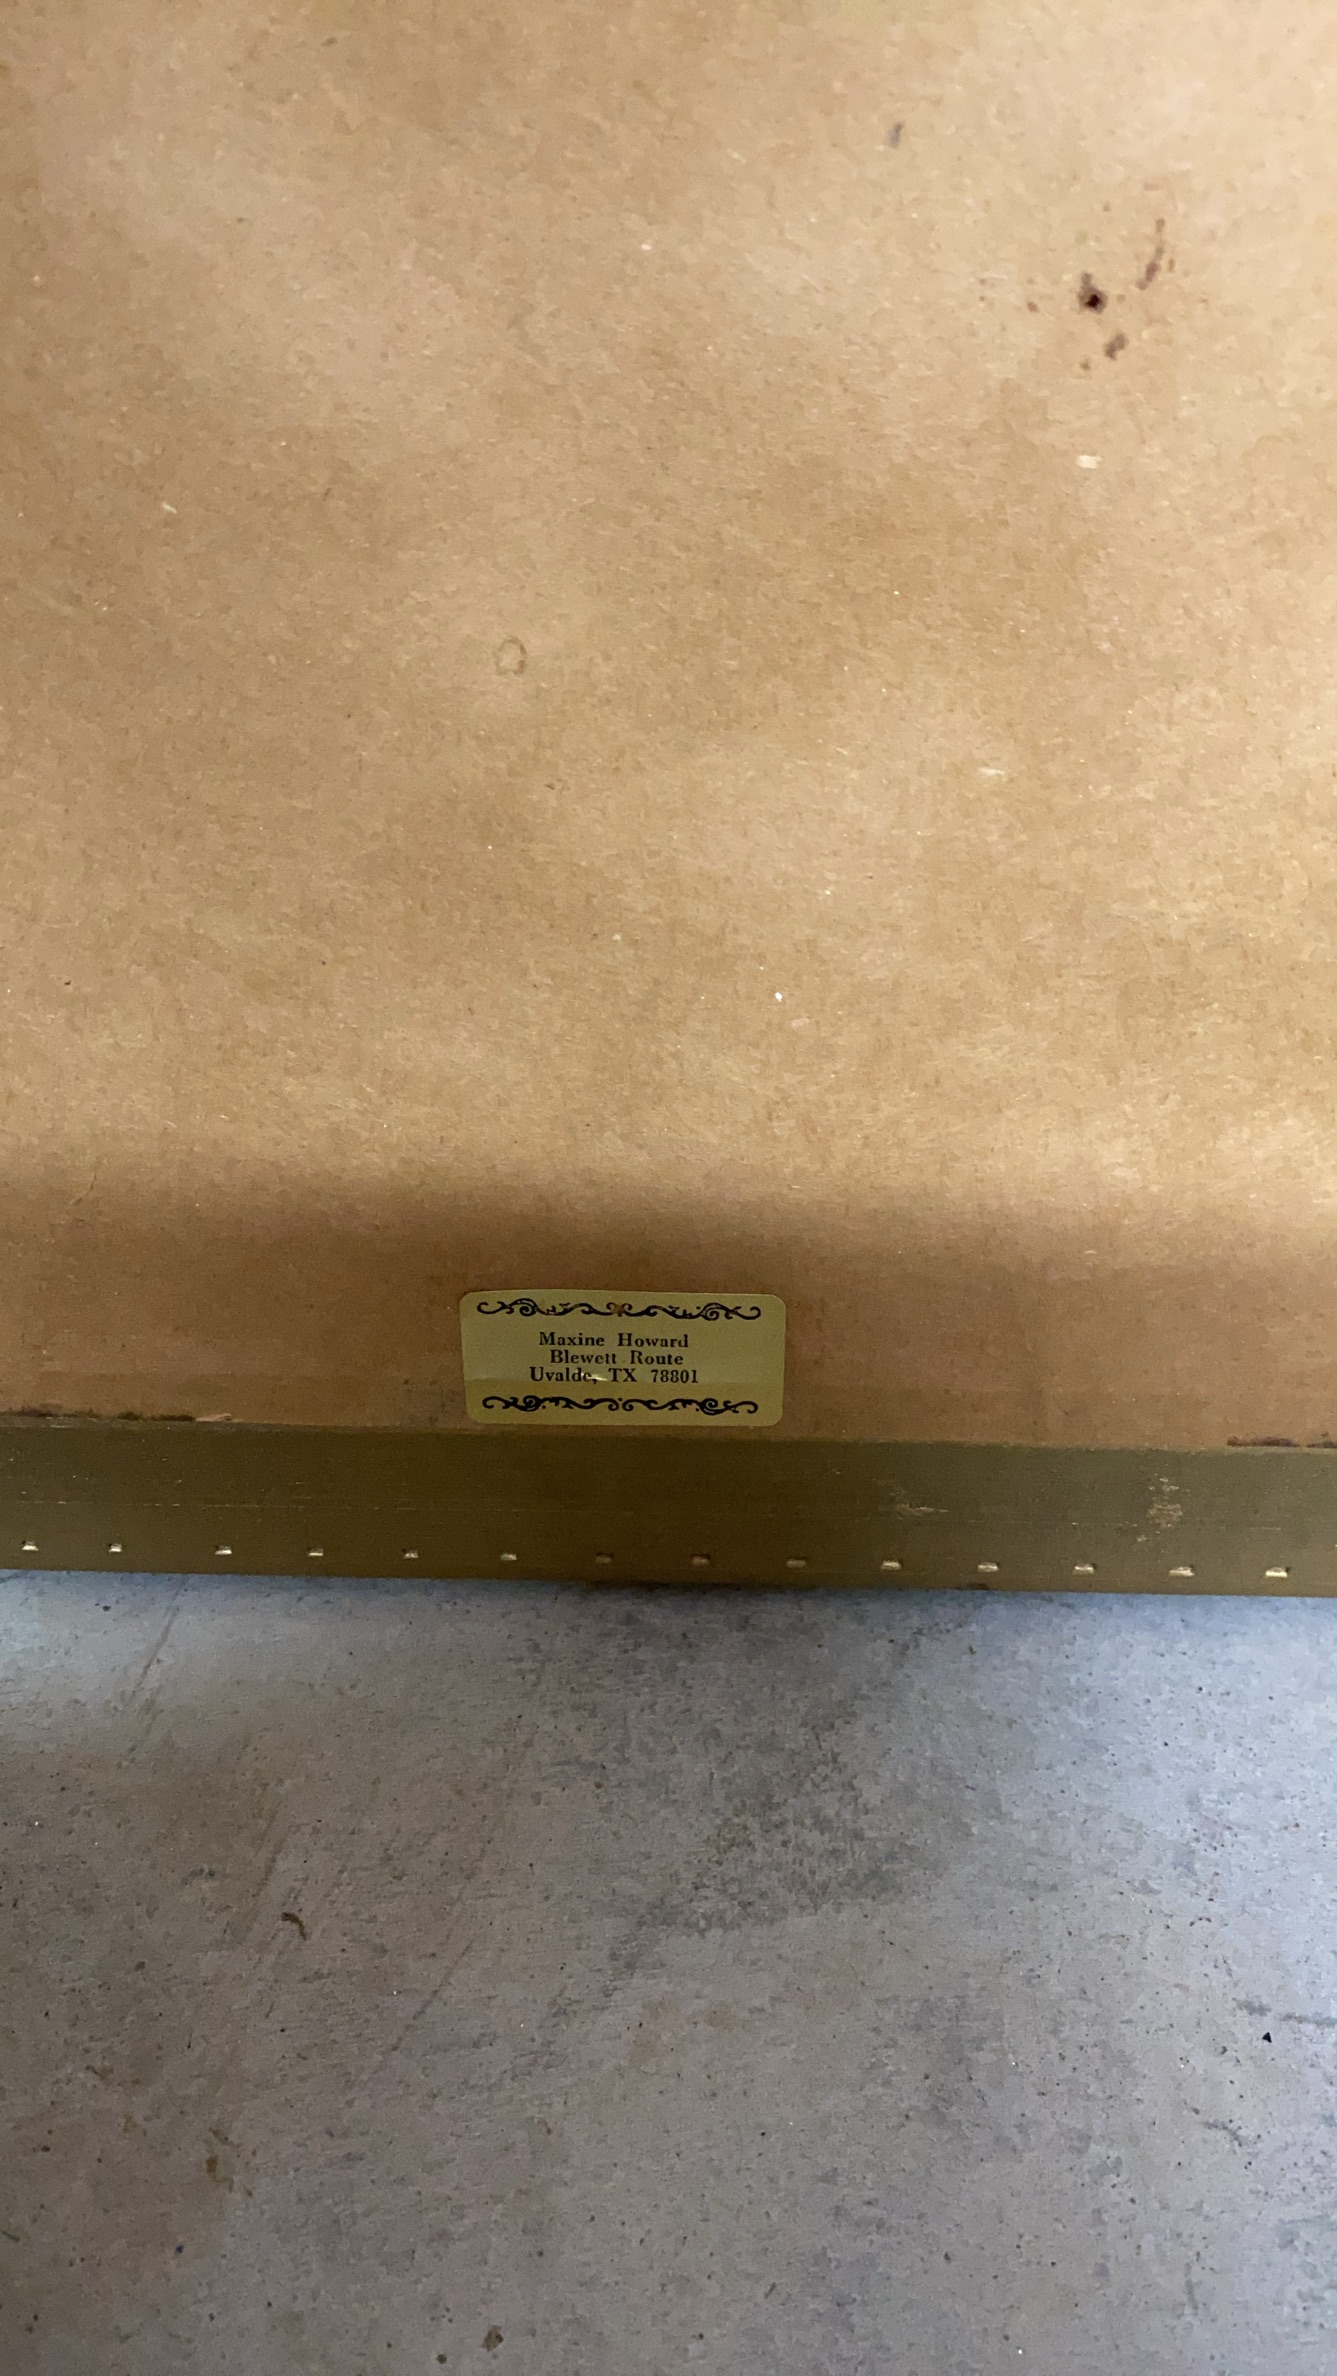 Maxine Howard
Blewett Route
Uvalde, TX 78801